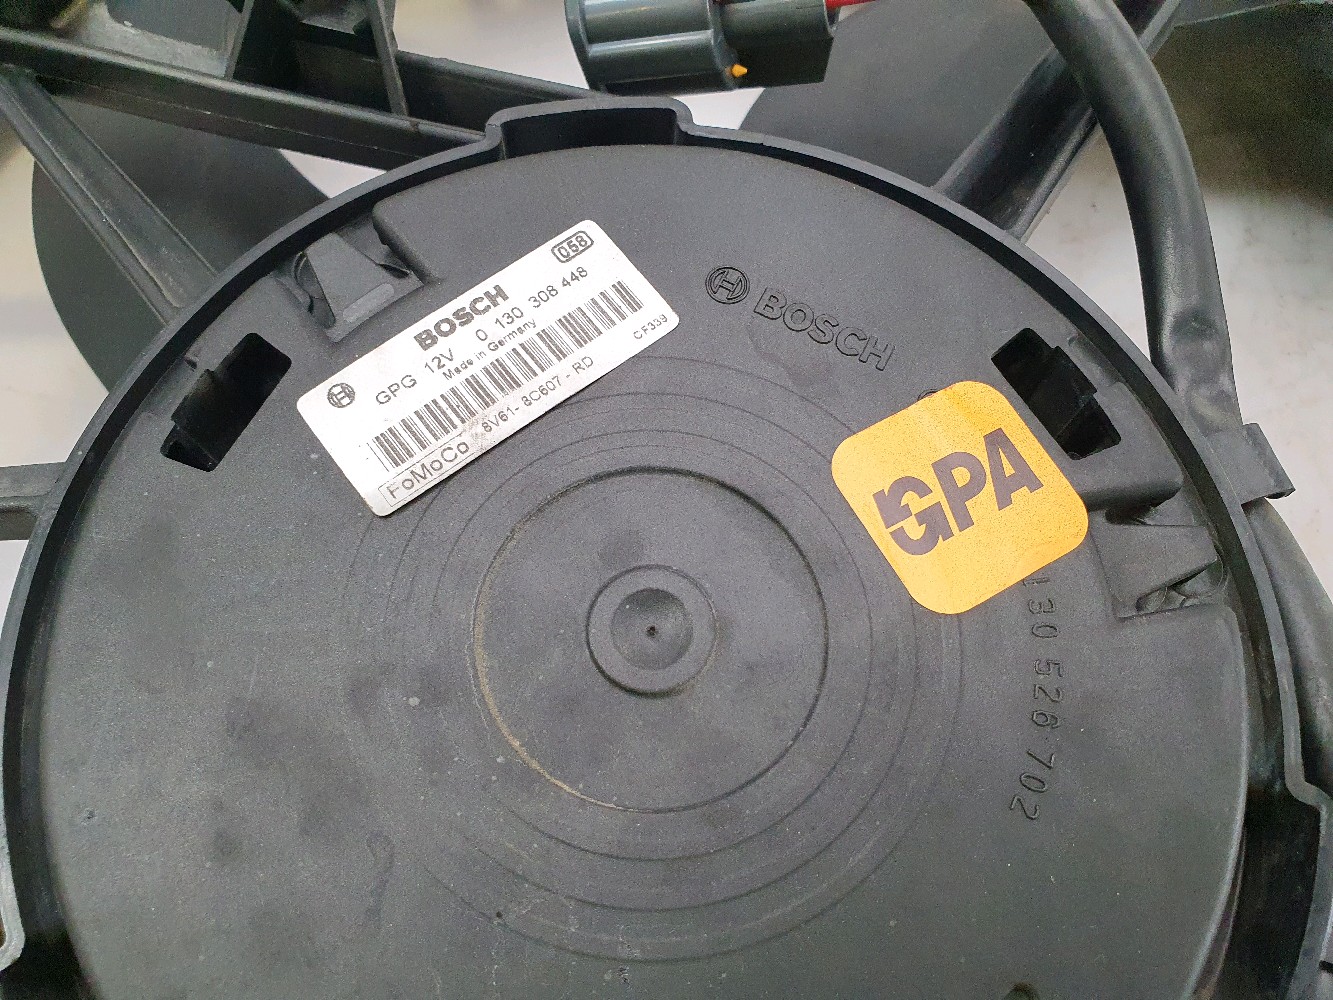 058
BOSCH
GPG 12V 0 130 308 448
Made in Germany
CF339
FoMoCo 8V61- 8C607 - RD
BOSCH
GPA
130 526 702